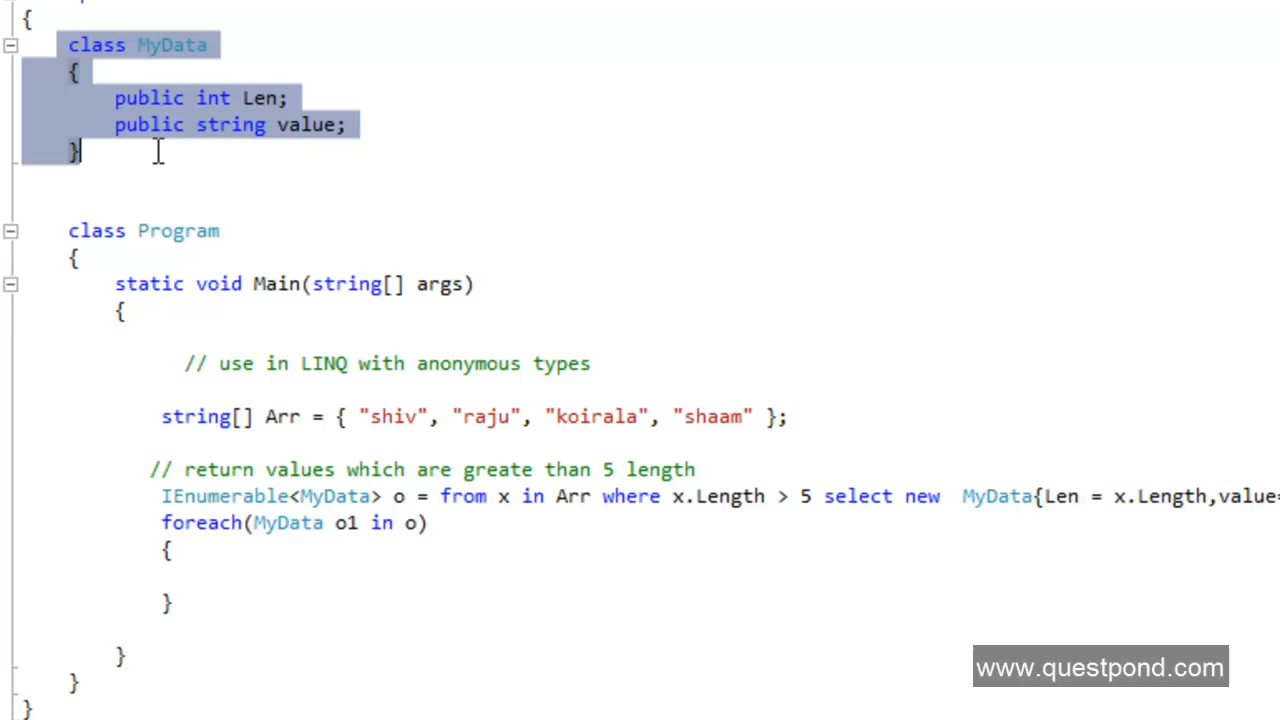 {
class MyData
{
public int Len;
public string value;
}
class Program
{
static void Main(string[] args)
{
// use in LINQ with anonymous types
string[] Arr = { "shiv", "raju", "koirala", "shaam" };
// return values which are greate than 5 length
IEnumerable<MyData> o = from x in Arr where x.Length > 5 select new  MyData{Len = x.Length,value=
foreach(MyData o1 in o)
{
}
}
}
}
www.questpond.com